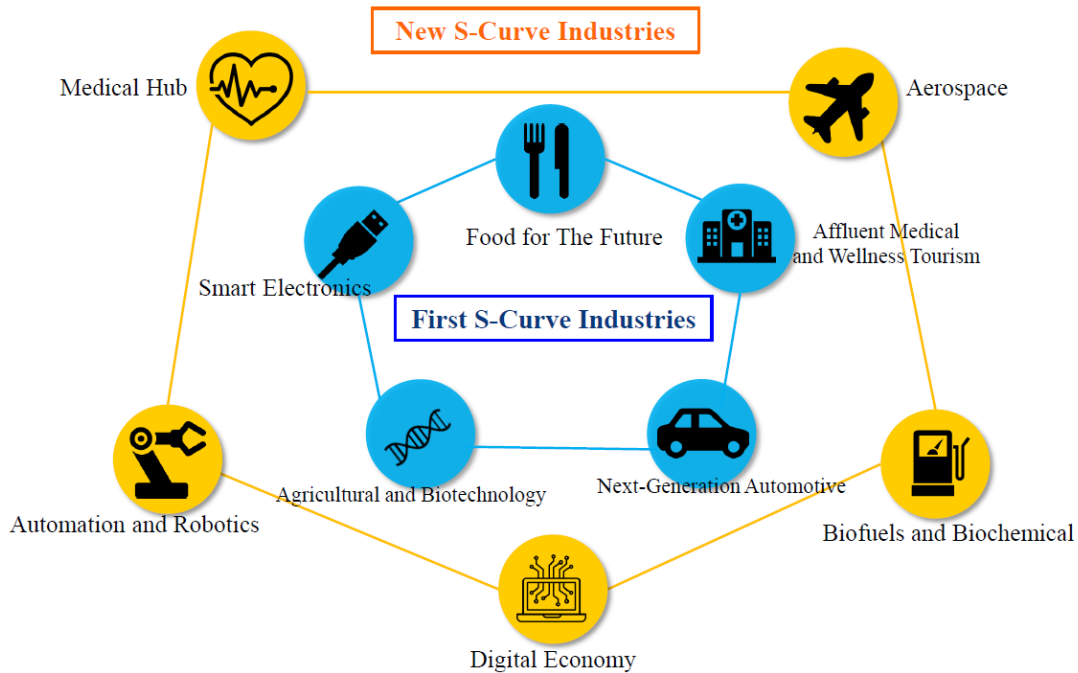 New S-Curve Industries
Medical Hub
Aerospace
Food for The Future
Affluent Medical
and Wellness Tourism
Smart Electronics
First S-Curve Industries
Agricultural and Biotechnology
Next-Generation Automotive
Automation and Robotics
Biofuels and Biochemical
Digital Economy